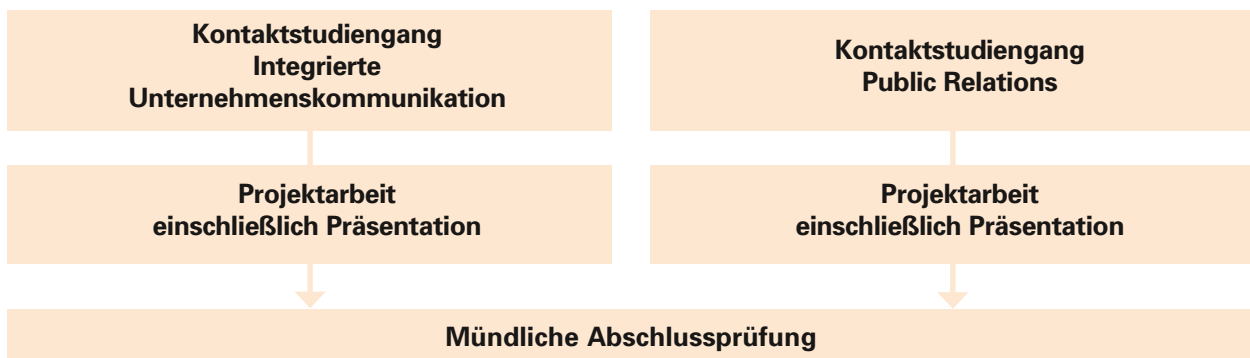 Kontaktstudiengang
Integrierte
Unternehmenskommunikation
Kontaktstudiengang
Public Relations
Projektarbeit
einschließlich Präsentation
Projektarbeit
einschließlich Präsentation
Mündliche Abschlussprüfung